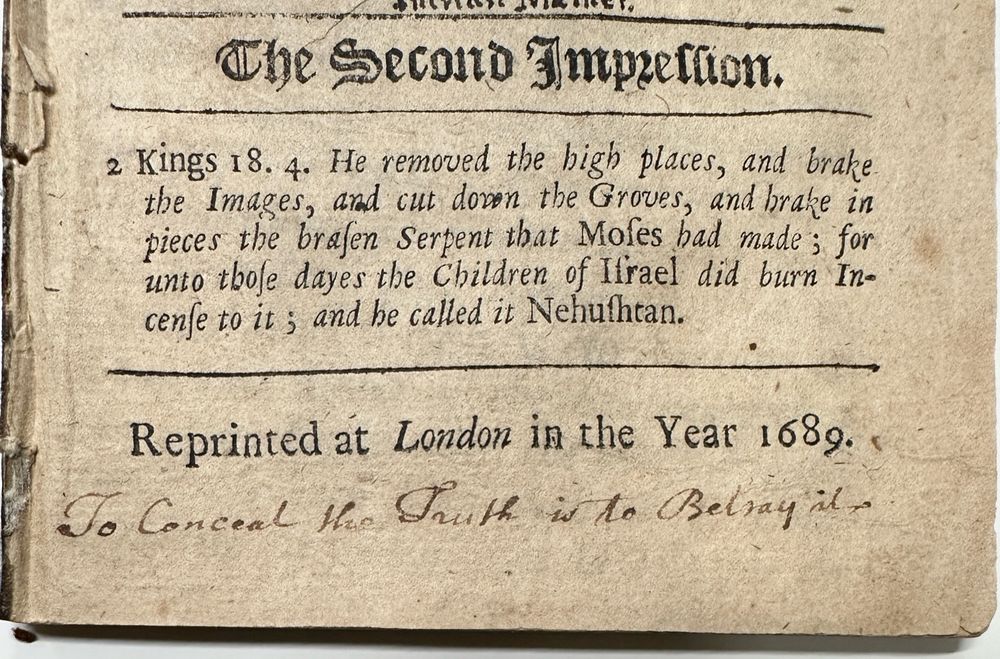 The Second Impreſſion.
2 Kings 18. 4. He removed the high places, and brake
the Images, and cut down the Groves, and brake in
pieces the braſen Serpent that Moſes had made ; for
unto thoſe dayes the Children of Iſrael did burn In-
cenſe to it ; and he called it Nehuſhtan.
Reprinted at London in the Year 1689.
To Conceal the Truth is to Betray it